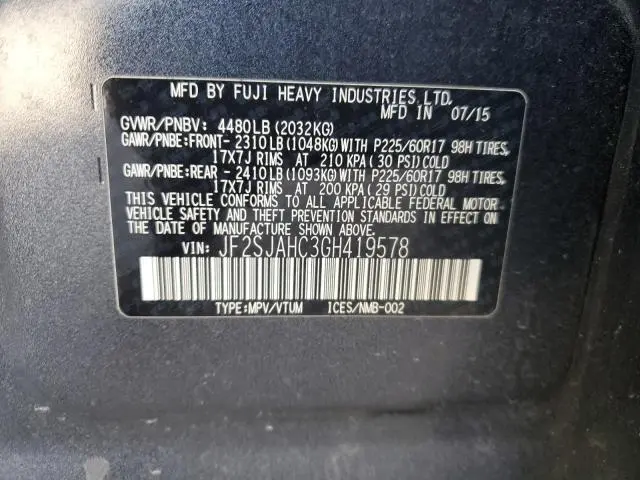 MFD BY FUJI HEAVY INDUSTRIES LTD.
MFD IN 07/15
GVWR/PNBV: 4480LB (2032KG)
GAWR/PNBE:FRONT- 2310LB (1048KG) WITH P225/60R17 98H TIRES,
17X7J RIMS AT 210 KPA ( 30 PSI) COLD
GAWR/PNBE:REAR - 2410LB (1093KG) WITH P225/60R17 98H TIRES,
17X7J RIMS AT 200 KPA ( 29 PSI) COLD
THIS VEHICLE CONFORMS TO ALL APPLICABLE FEDERAL MOTOR
VEHICLE SAFETY AND THEFT PREVENTION STANDARDS IN EFFECT ON
THE DATE OF MANUFACTURE SHOWN ABOVE.
VIN: JF2SJAHC3GH419578
TYPE:MPV/VTUM ICES/NMB-002